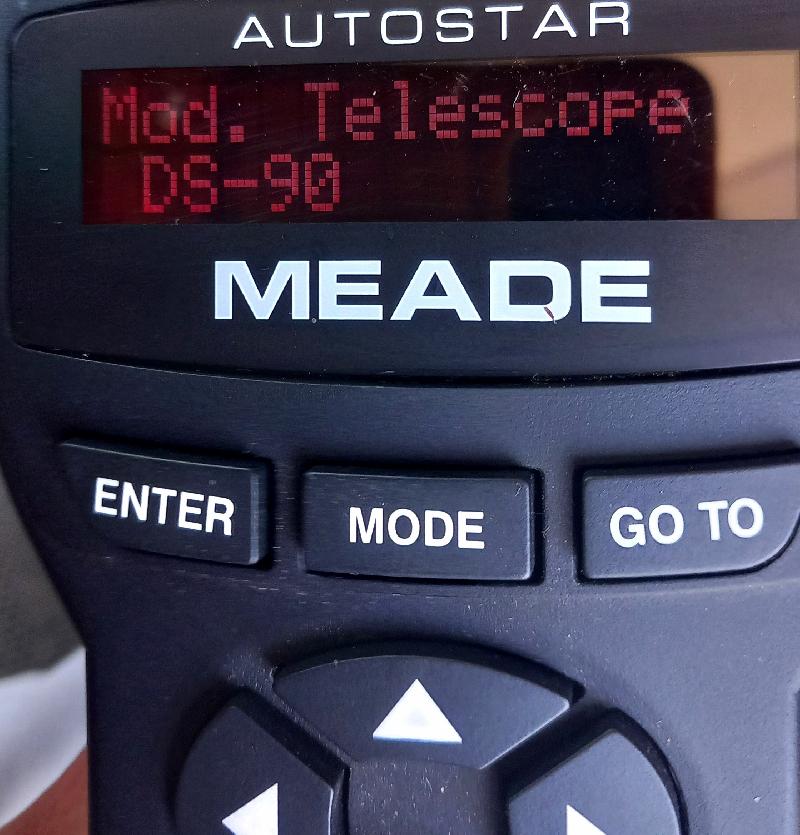 AUTOSTAR
Mod. Telescope
DS-90
MEADE
ENTER MODE GO TO